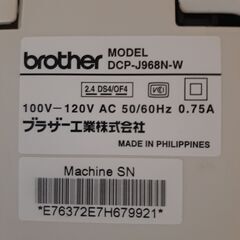 brother MODEL
DCP-J968N-W
2.4 DS4/OF4
100V-120V AC 50/60Hz 0.75A
ブラザー工業株式会社
MADE IN PHILIPPINES
Machine SN
*E76372E7H679921*